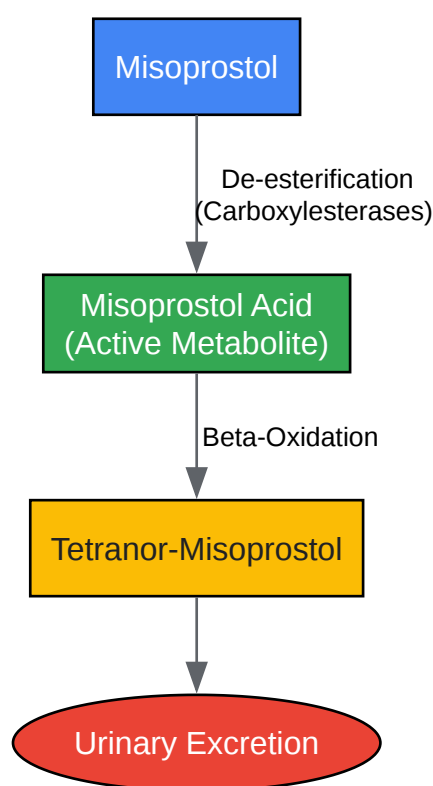 Misoprostol
De-esterification
(Carboxylesterases)
Misoprostol Acid
(Active Metabolite)
Beta-Oxidation
Tetranor-Misoprostol
Urinary Excretion